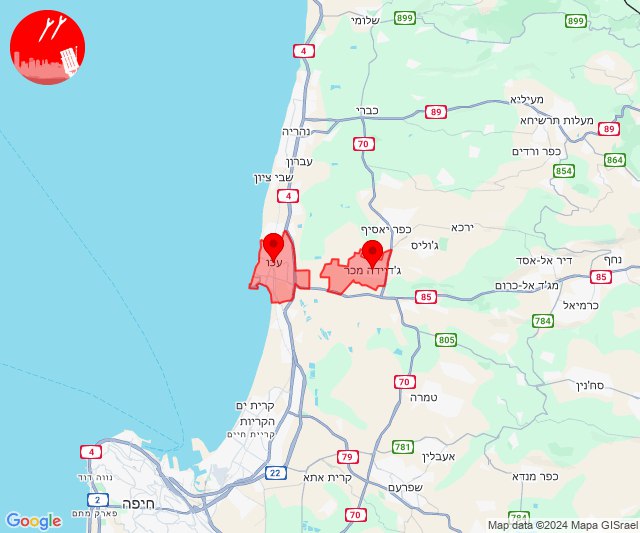 899
שלומי
899
4
מעיליא
כברי
89
מעלות תרשיחא
נהריה
89
70
כפר ורדים
עברון
864
שבי ציון
854
4
כפר יאסיף
ירכא
ג'וליס
נחף
עכו
דיר אל-אסד
ג'דיידה מכר
85
מג'ד אל-כרום
85
כרמיאל
784
805
70
סח'נין
טמרה
קרית ים
הקריות
קרית חיים
781
4
79
אעבלין
22
נווה דוד
קרית אתא
כפר מנדא
שפרעם
2
חיפה
פארק מתם
70
784
Google
Map data ©2024 Mapa GISrael